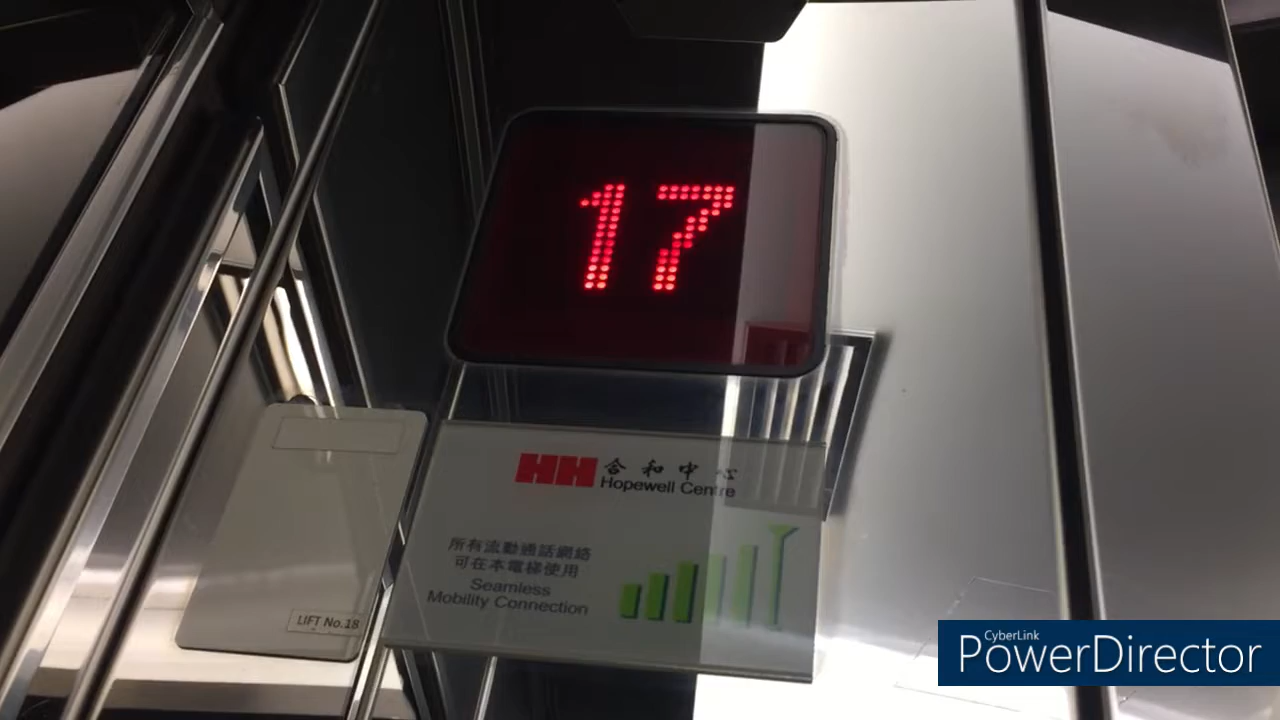 17
HH 合和中心
Hopewell Centre
所有流動通話網絡
可在本電梯使用
Seamless
Mobility Connection
LIFT No.18
CyberLink
PowerDirector